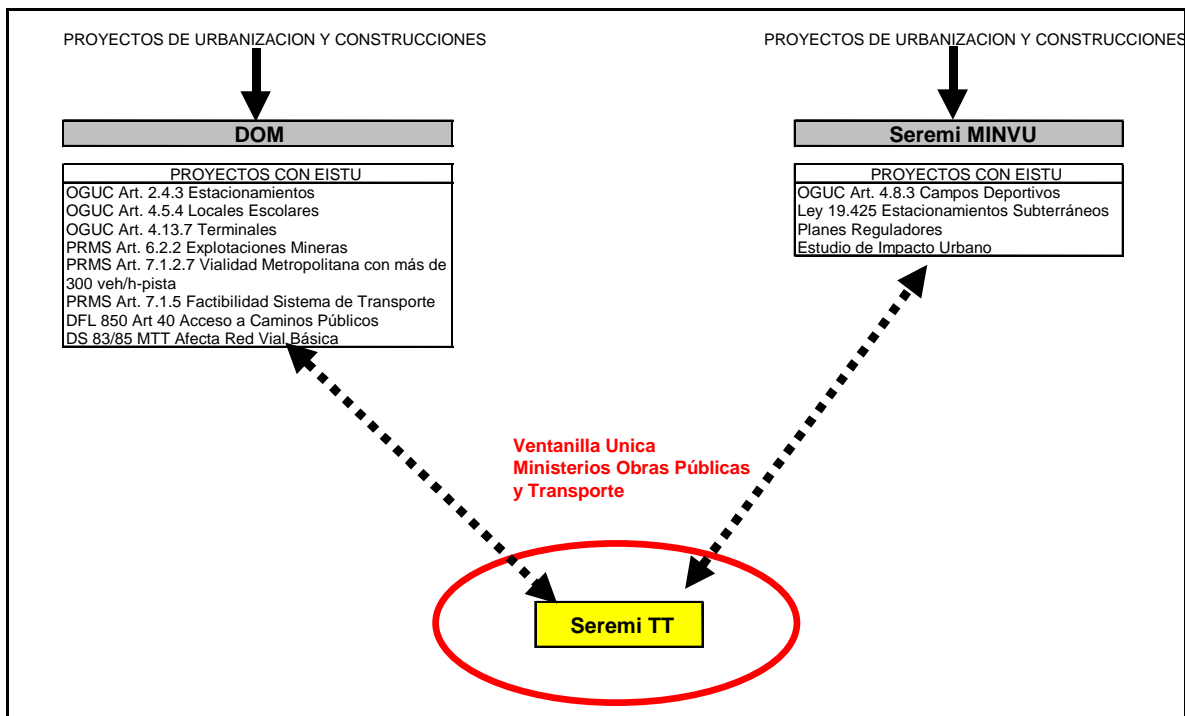 PROYECTOS DE URBANIZACION Y CONSTRUCCIONES
DOM
PROYECTOS CON EISTU
OGUC Art. 2.4.3 Estacionamientos
OGUC Art. 4.5.4 Locales Escolares
OGUC Art. 4.13.7 Terminales
PRMS Art. 6.2.2 Explotaciones Mineras
PRMS Art. 7.1.2.7 Vialidad Metropolitana con más de
300 veh/h-pista
PRMS Art. 7.1.5 Factibilidad Sistema de Transporte
DFL 850 Art 40 Acceso a Caminos Públicos
DS 83/85 MTT Afecta Red Vial Básica
PROYECTOS DE URBANIZACION Y CONSTRUCCIONES
Seremi MINVU
PROYECTOS CON EISTU
OGUC Art. 4.8.3 Campos Deportivos
Ley 19.425 Estacionamientos Subterráneos
Planes Reguladores
Estudio de Impacto Urbano
Ventanilla Unica
Ministerios Obras Públicas
y Transporte
Seremi TT